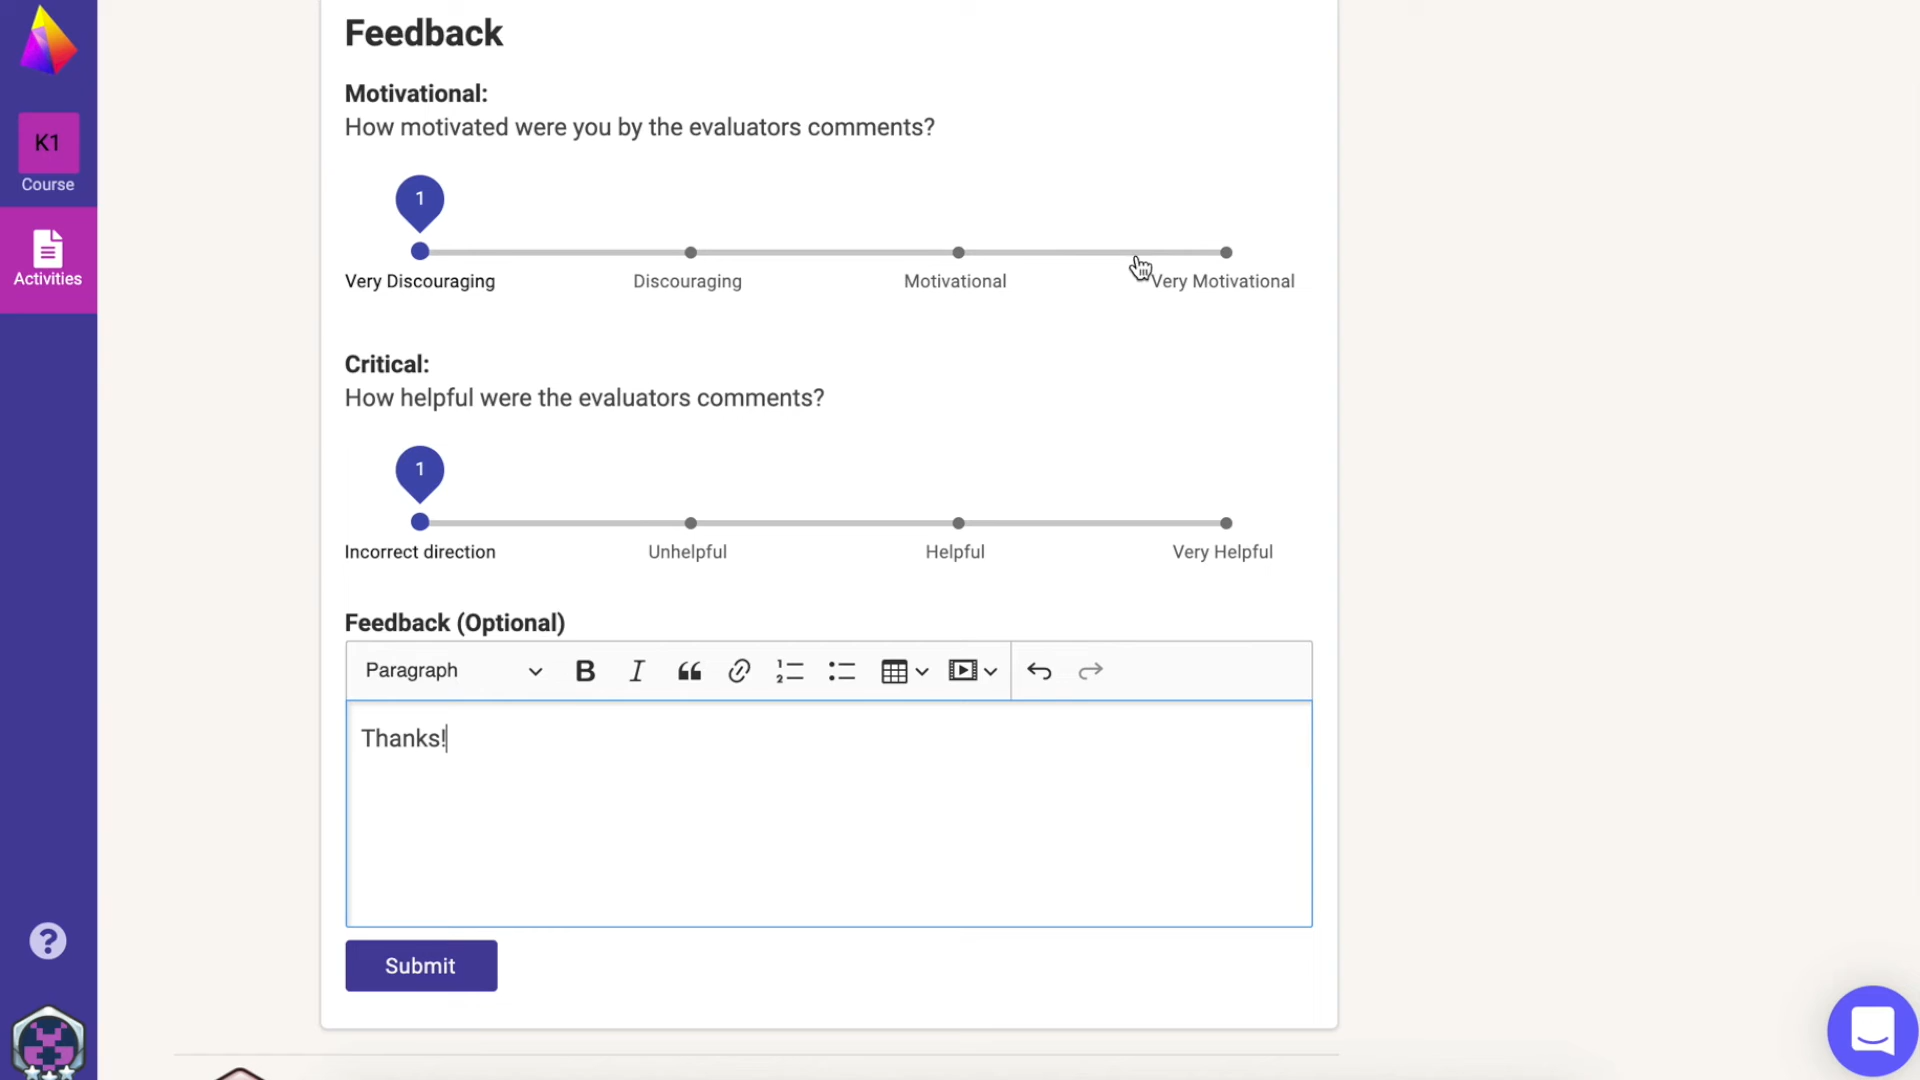 Feedback
Motivational:
How motivated were you by the evaluators comments?
K1
Course
1
Activities
Very Discouraging
Discouraging
Motivational
Very Motivational
Critical:
How helpful were the evaluators comments?
1
Incorrect direction
Unhelpful
Helpful
Very Helpful
Feedback (Optional)
Paragraph
Thanks!
Submit